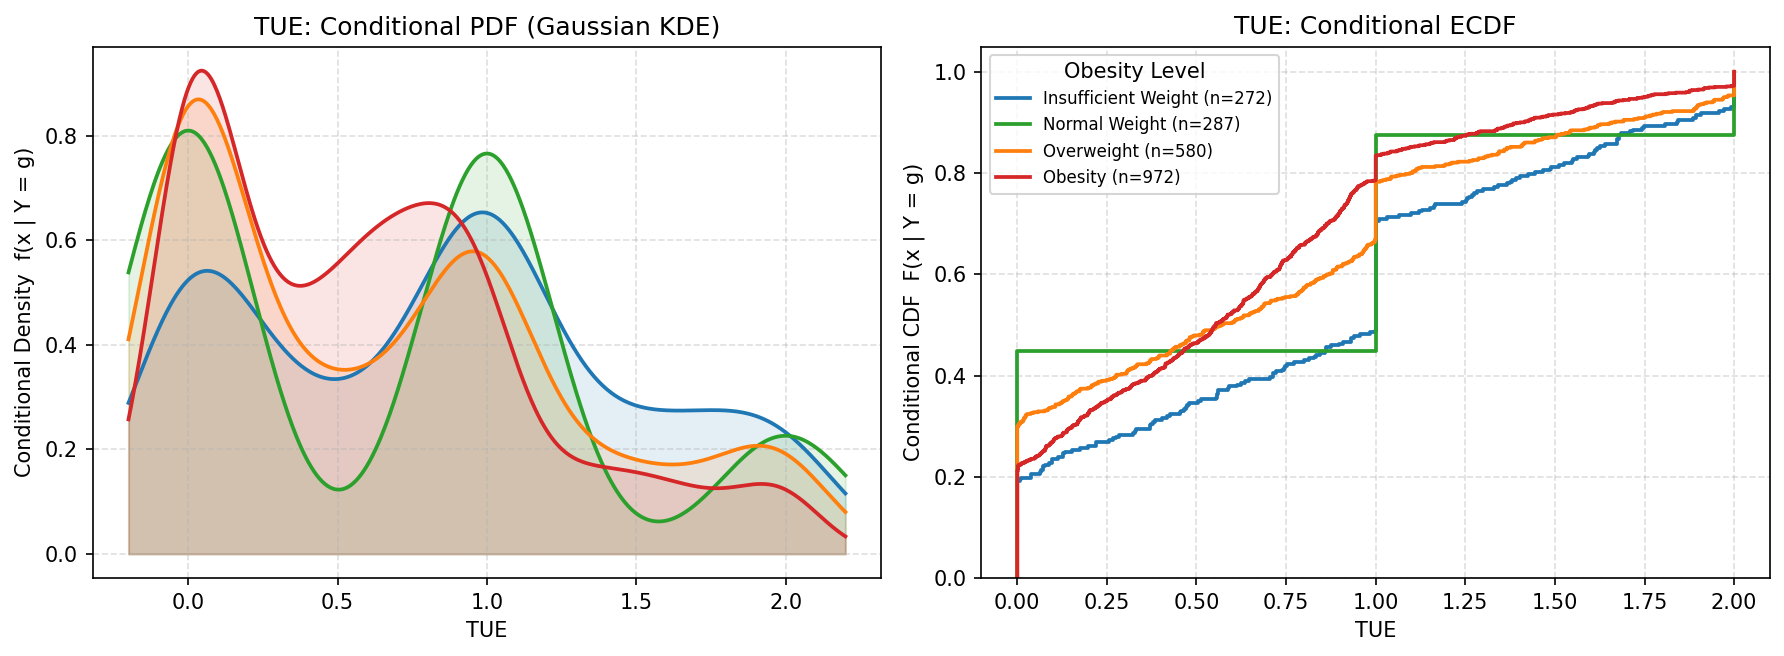 TUE: Conditional PDF (Gaussian KDE)
Conditional Density f(x | Y = g)
0.8
0.6
0.4
0.2
0.0
0.0 0.5 1.0 1.5 2.0
TUE
TUE: Conditional ECDF
Conditional CDF F(x | Y = g)
1.0
0.8
0.6
0.4
0.2
0.0
Obesity Level
Insufficient Weight (n=272)
Normal Weight (n=287)
Overweight (n=580)
Obesity (n=972)
0.00 0.25 0.50 0.75 1.00 1.25 1.50 1.75 2.00
TUE